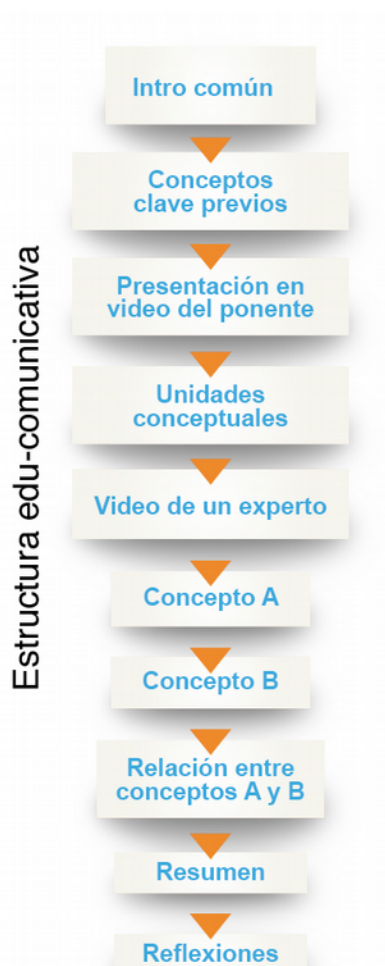 Estructura edu-comunicativa
Intro común
Conceptos
clave previos
Presentación en
video del ponente
Unidades
conceptuales
Video de un experto
Concepto A
Concepto B
Relación entre
conceptos A y B
Resumen
Reflexiones